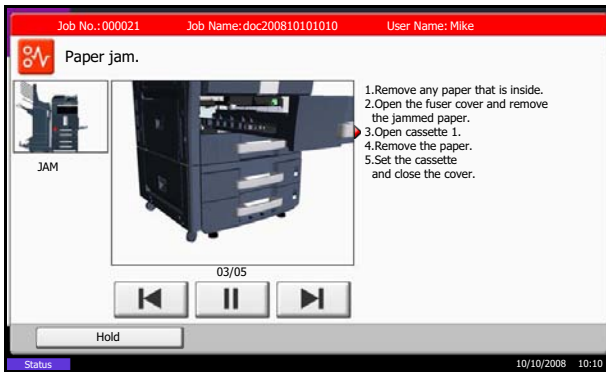 Job No.: 000021 Job Name: doc200810101010 User Name: Mike
Paper jam.
JAM
03/05
1.Remove any paper that is inside.
2.Open the fuser cover and remove
the jammed paper.
3.Open cassette 1.
4.Remove the paper.
5.Set the cassette
and close the cover.
Hold
Status 10/10/2008 10:10